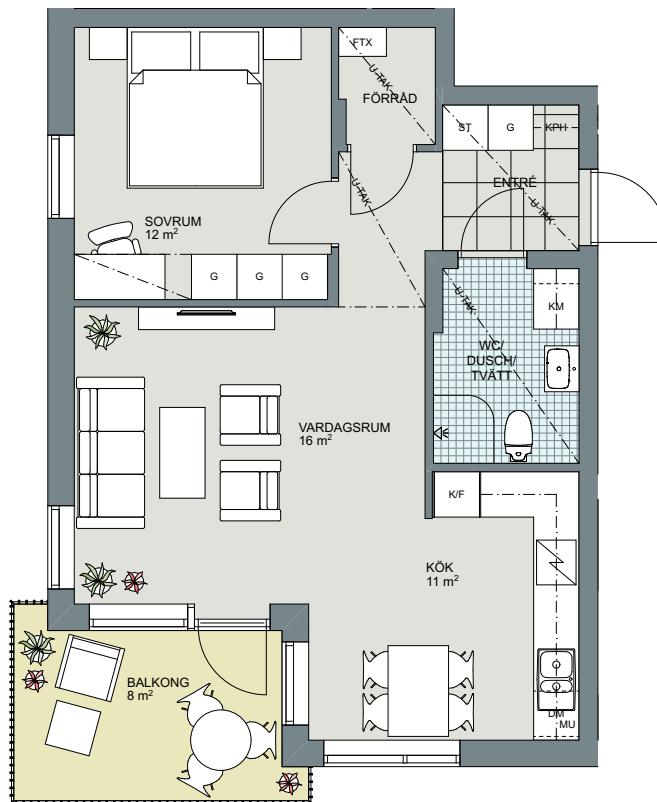 FTX
U-TAK
FÖRRÅD
ST
G
KPH
ENTRÉ
U-TAK
U-TAK
SOVRUM
12 m²
G
G
G
U-TAK
KM
WC/
DUSCH/
TVÄTT
VARDAGSRUM
16 m²
K/F
KÖK
11 m²
BALKONG
8 m²
DM
MU